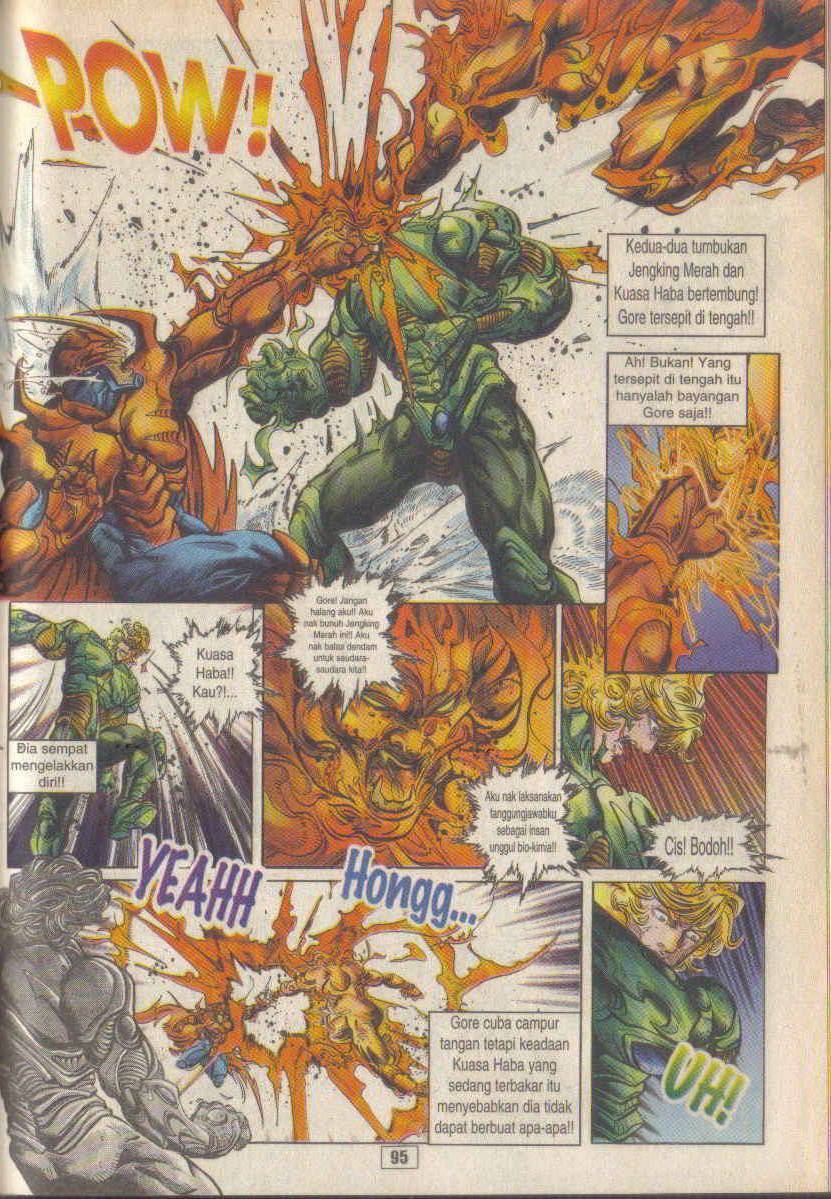 POW!
Kedua-dua tumbukan
Jengking Merah dan
Kuasa Haba bertembung!
Gore tersepit di tengah!!
Ah! Bukan! Yang
tersepit di tengah itu
hanyalah bayangan
Gore saja!!
Kuasa
Haba!!
Kau?!...
Dia sempat
mengelakkan
diri!!
Gore! Jangan
halang aku!! Aku
nak bunuh Jengking
Merah ini!! Aku
nak balas dendam
untuk saudara-
saudara kita!!
Aku nak laksanakan
tanggungjawabku
sebagai insan
unggul bio-kimia!!
Cis! Bodoh!!
YEAHH
Hongg...
Gore cuba campur
tangan tetapi keadaan
Kuasa Haba yang
sedang terbakar itu
menyebabkan dia tidak
dapat berbuat apa-apa!!
UH!
95